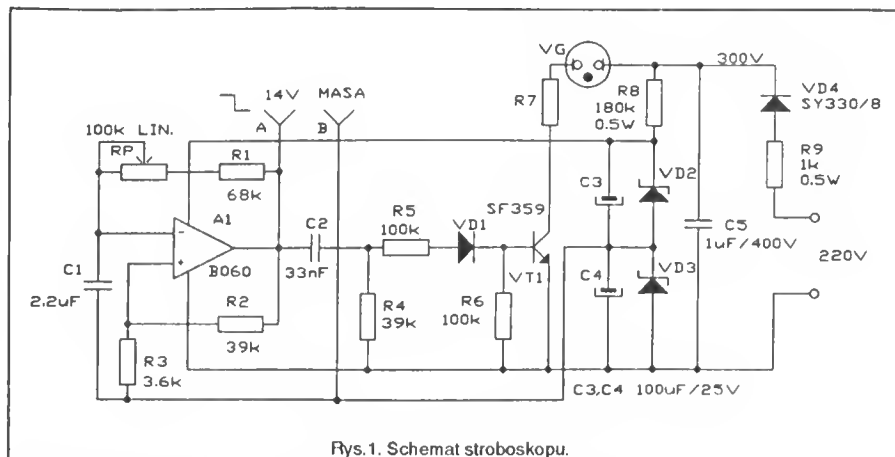 VG
300V
14V MASA
A B
R7
R8
180k
0.5W
VD4
SY330/8
100k LIN.
RP
R1
68k
R9
1k
0.5W
C3
VD2
A1
R5
100k
VD1
SF359
C2
33nF
B060
C1
2.2uF
R2
39k
R4
39k
R6
100k
VT1
C4
VD3
C5
1uF/400V
220V
R3
3.6k
C3,C4 100uF/25V
Rys.1. Schemat stroboskopu.